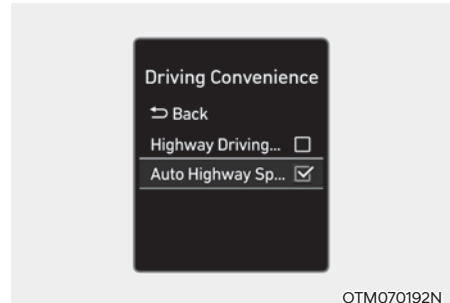 Driving Convenience
Back
Highway Driving...
Auto Highway Sp...
OTM070192N